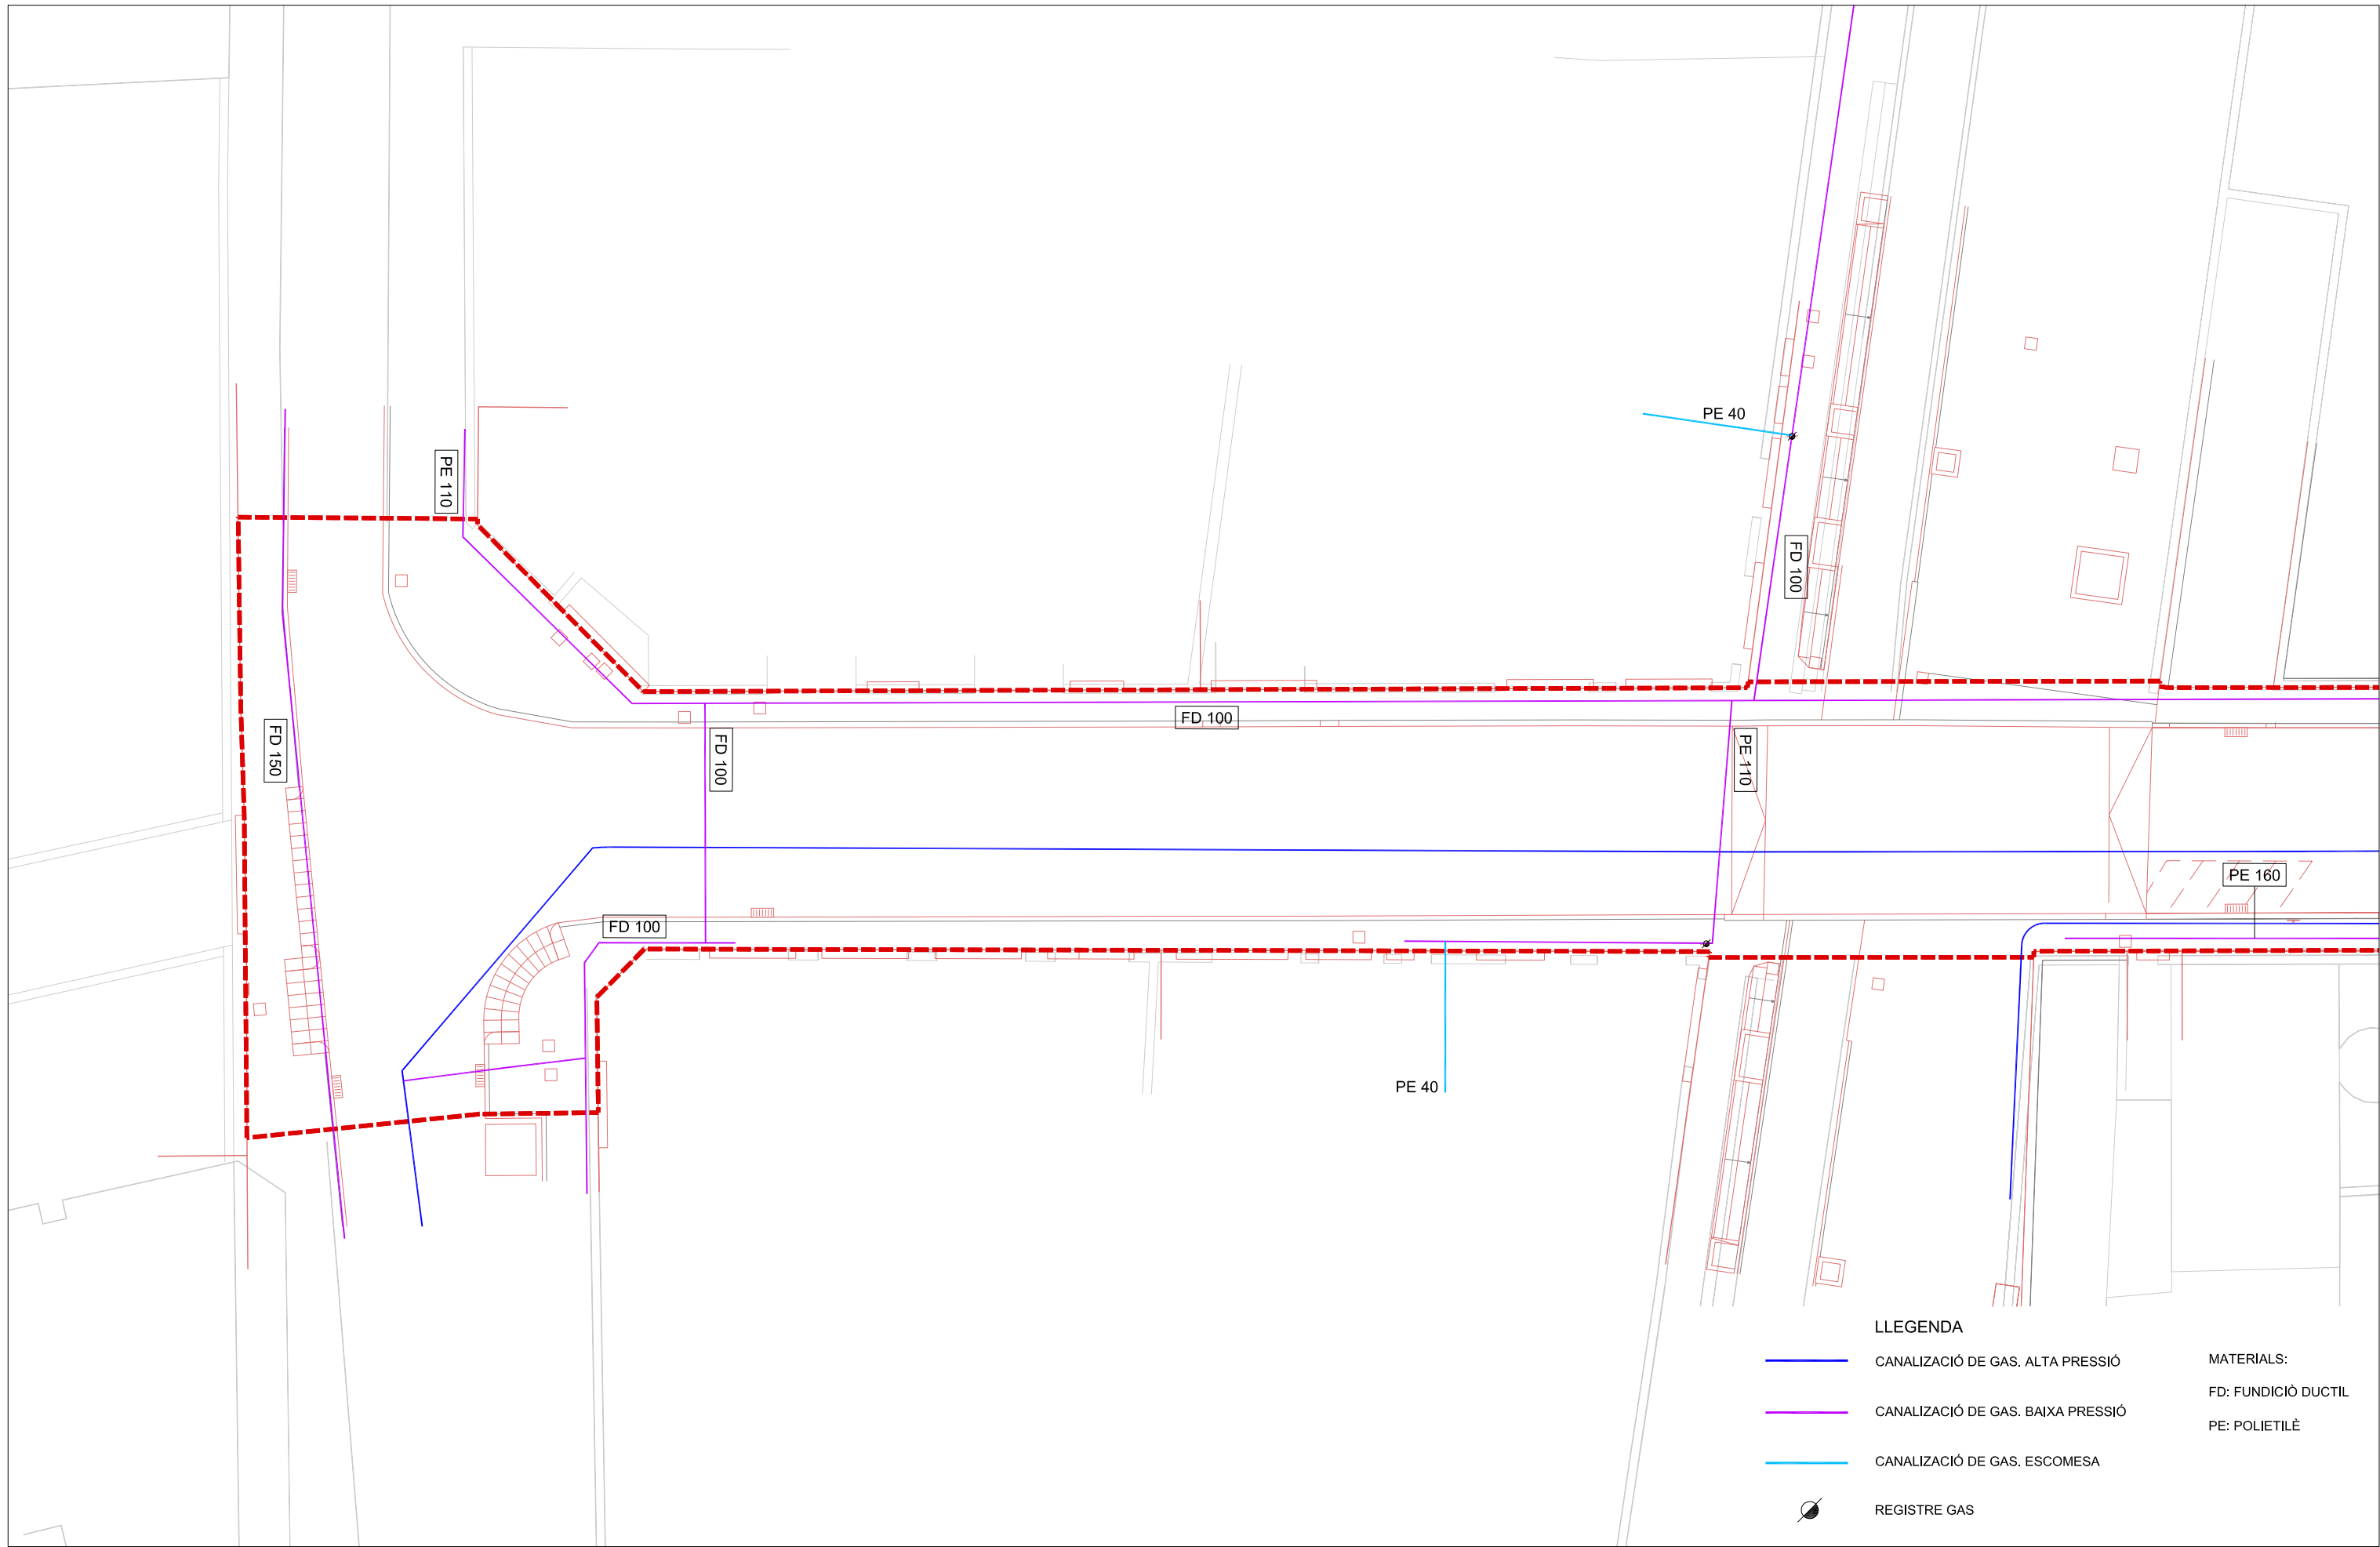 PE 40
PE 110
FD 100
FD 100
FD 150
FD 100
PE 110
PE 160
FD 100
PE 40
LLEGENDA
CANALIZACIÓ DE GAS. ALTA PRESSIÓ
CANALIZACIÓ DE GAS. BAIXA PRESSIÓ
CANALIZACIÓ DE GAS. ESCOMESA
REGISTRE GAS
MATERIALS:
FD: FUNDICIÒ DUCTIL
PE: POLIETILÈ